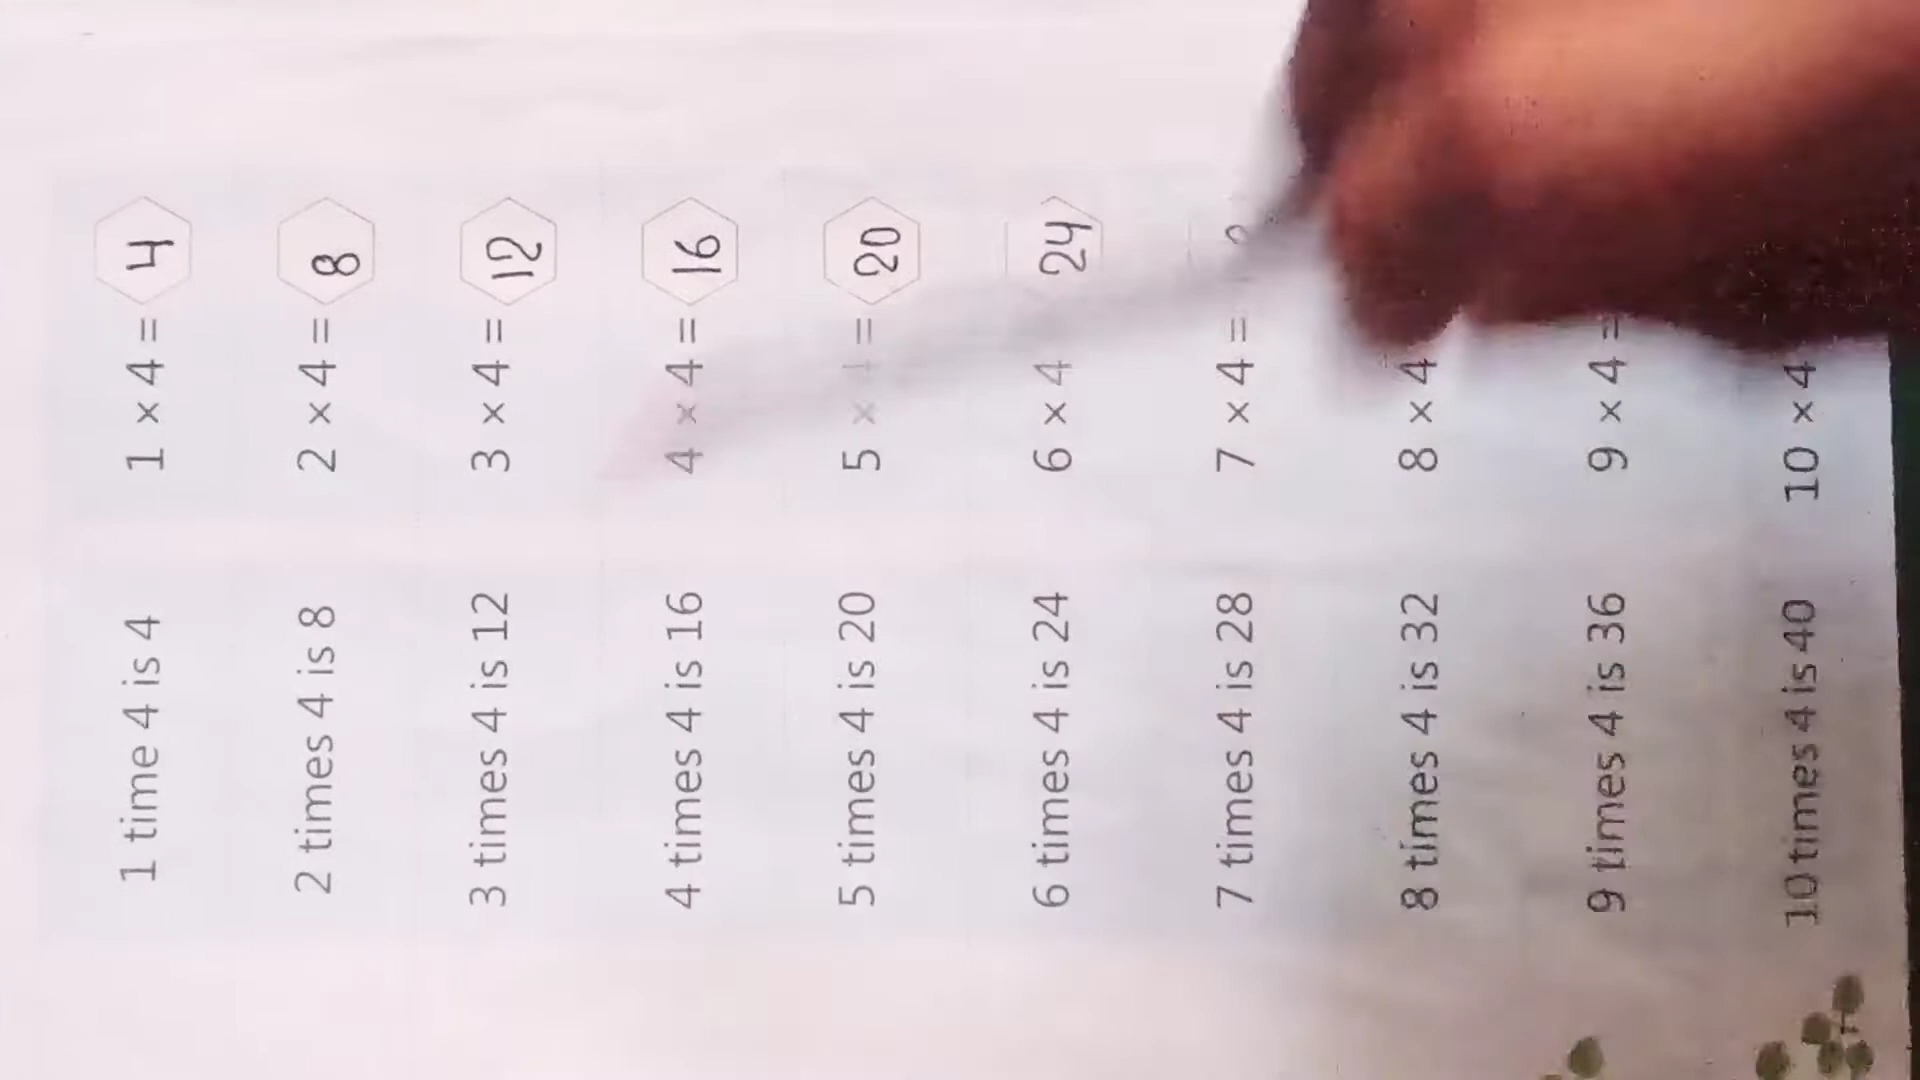 1 time 4 is 4 1 × 4 = 4
2 times 4 is 8 2 × 4 = 8
3 times 4 is 12 3 × 4 = 12
4 times 4 is 16 4 × 4 = 16
5 times 4 is 20 5 × 4 = 20
6 times 4 is 24 6 × 4 24
7 times 4 is 28 7 × 4 =
8 times 4 is 32 8 × 4
9 times 4 is 36 9 × 4 =
10 times 4 is 40 10 × 4